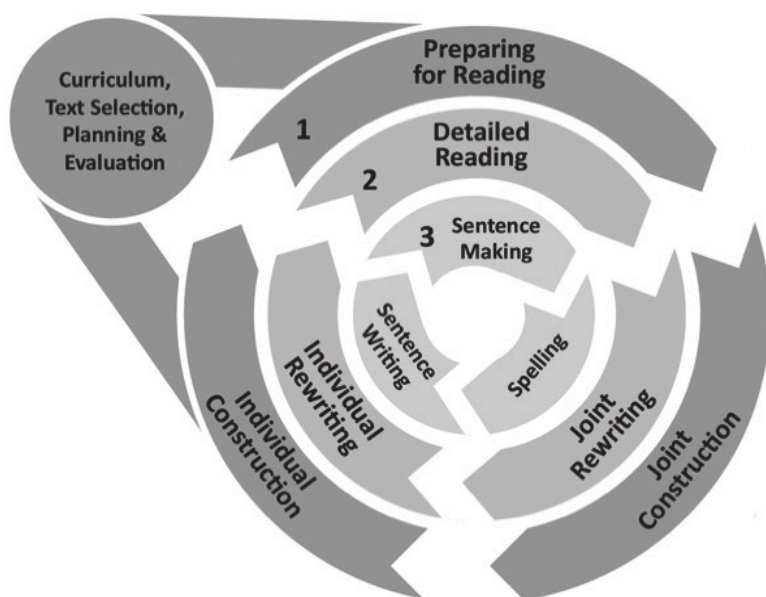 Curriculum,
Text Selection,
Planning &
Evaluation
Preparing
for Reading
1
Detailed
Reading
2
Sentence
Making
3
Spelling
Sentence
Writing
Joint
Rewriting
Individual
Rewriting
Joint
Construction
Individual
Construction